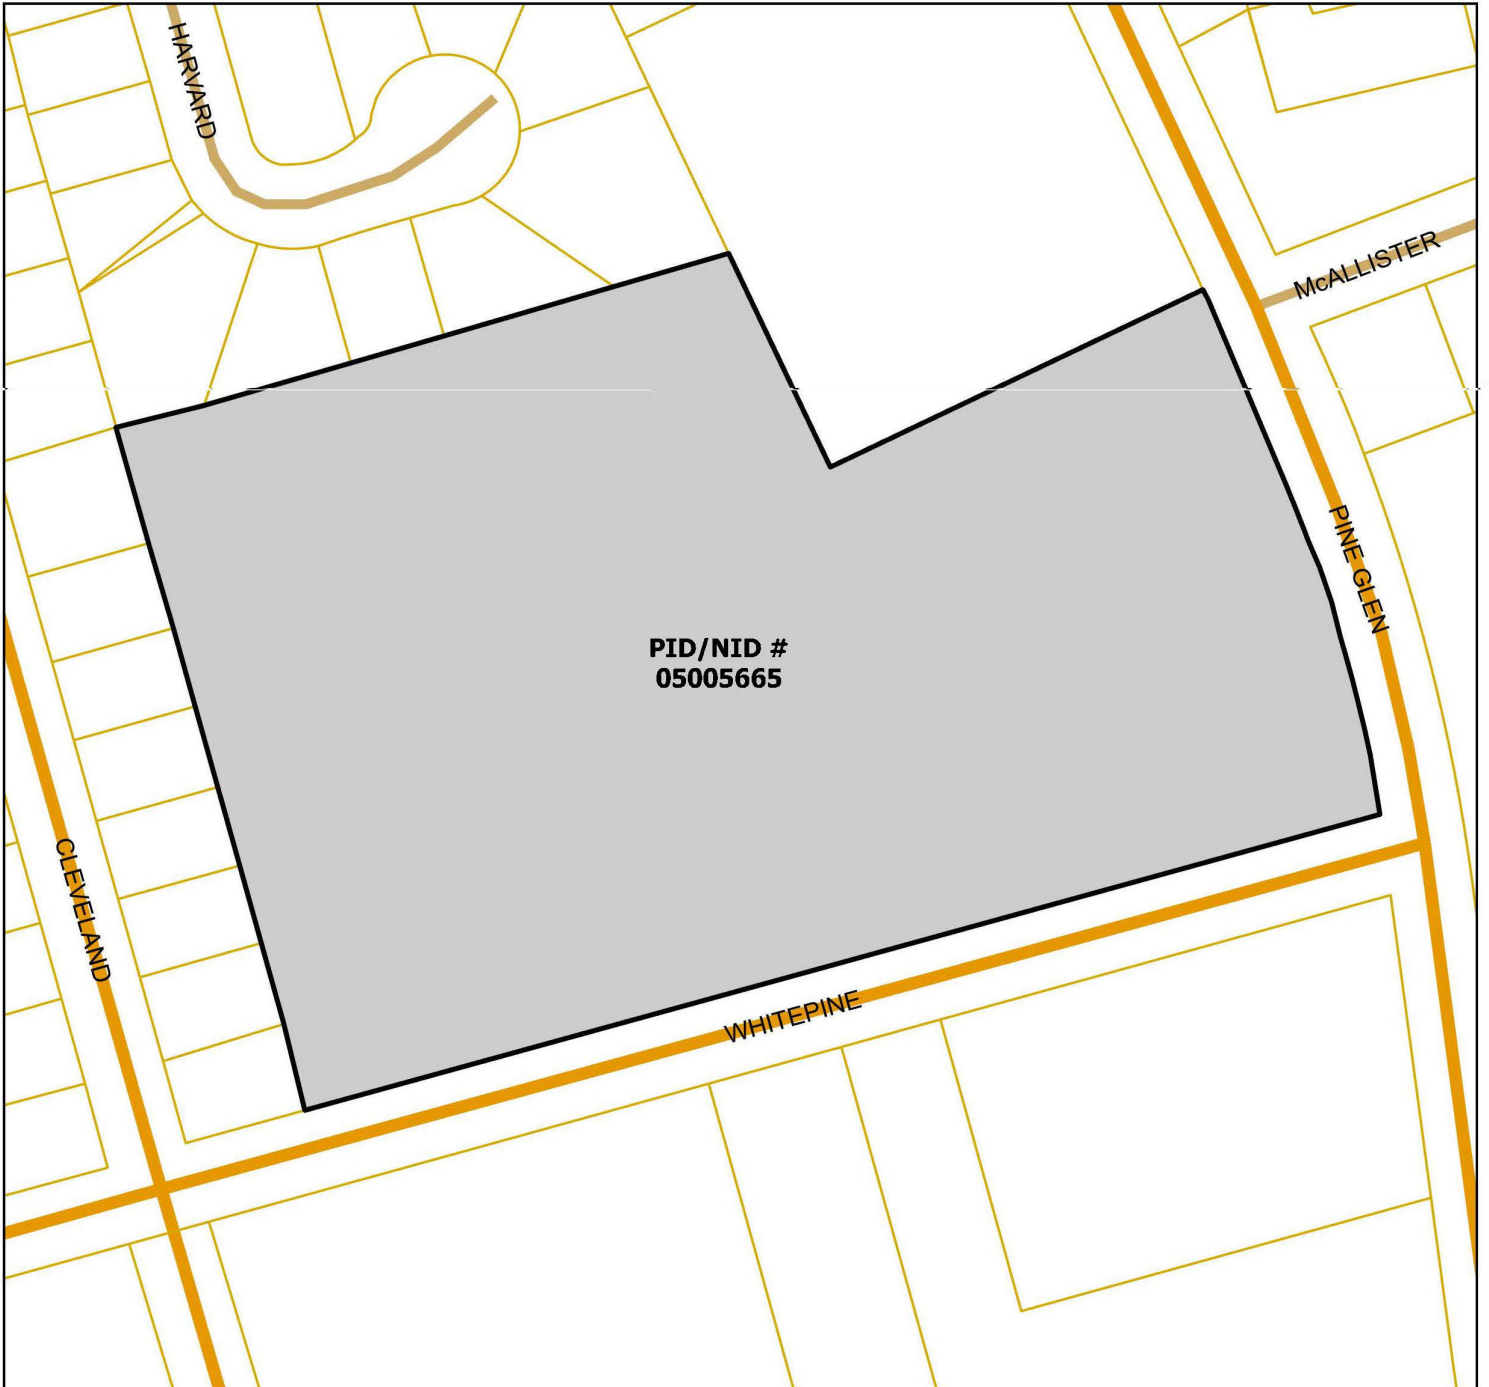 HARVARD
McALLISTER
PINE GLEN
PID/NID #
05005665
CLEVELAND
WHITEPINE